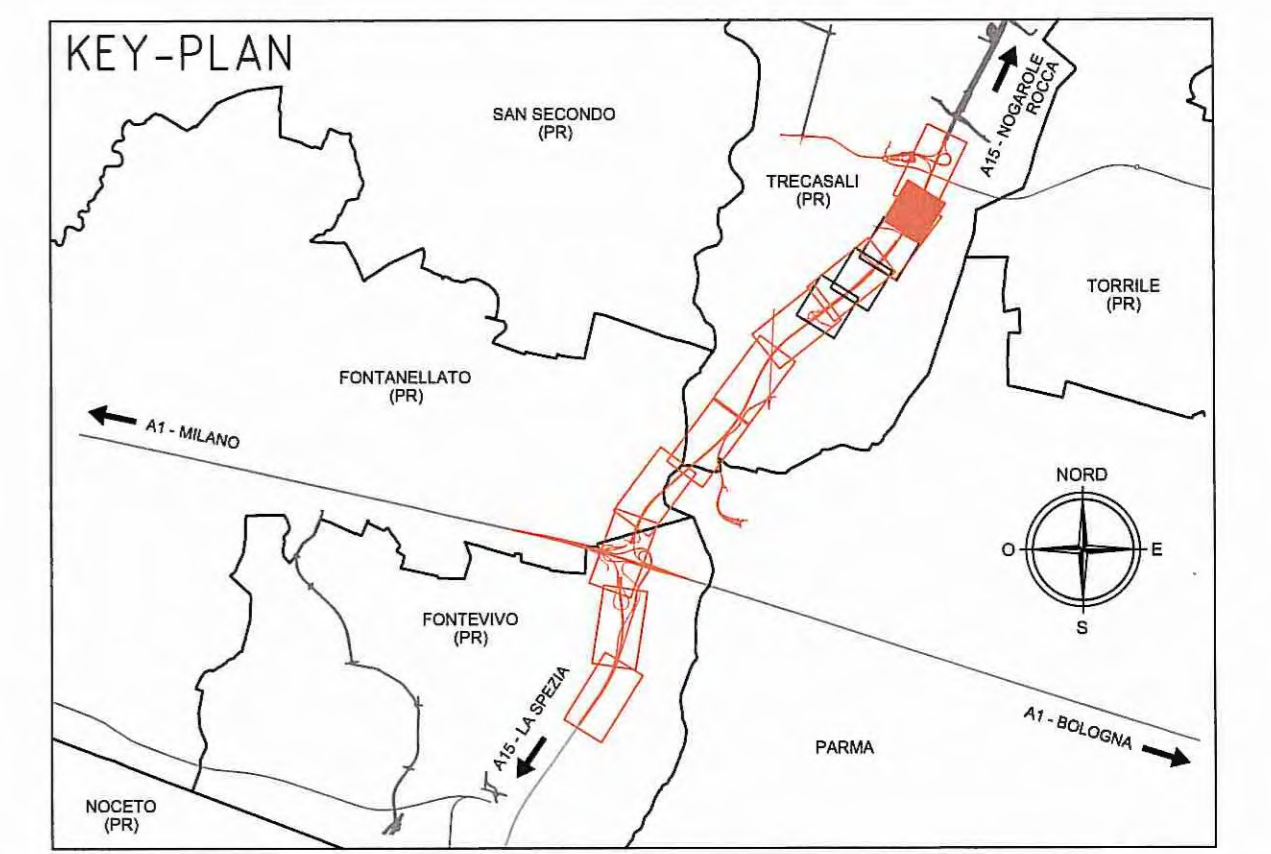 KEY-PLAN
SAN SECONDO
(PR)
A15 - NOGAROLE
ROCCA
TRECASALI
(PR)
TORRILE
(PR)
FONTANELLATO
(PR)
A1 - MILANO
NORD
O
E
S
FONTEVIVO
(PR)
A15 - LA SPEZIA
A1 - BOLOGNA
PARMA
NOCETO
(PR)